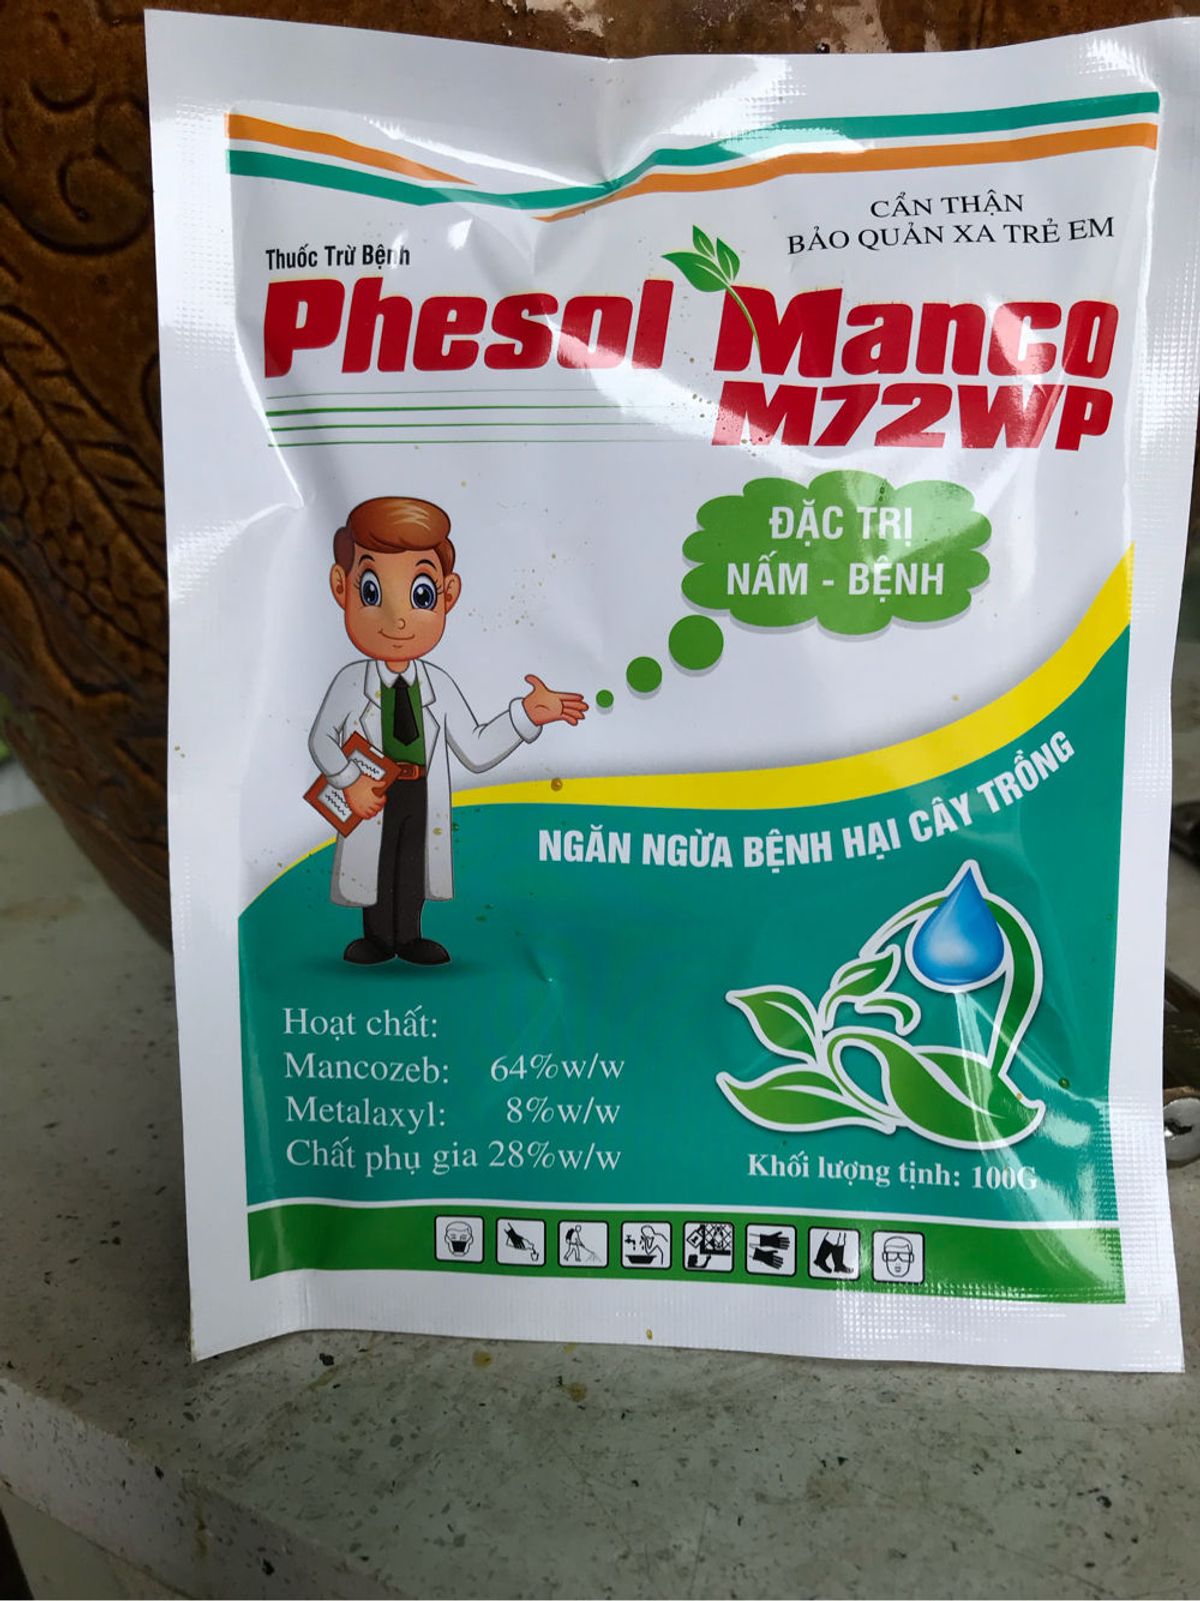 CẨN THẬN
BẢO QUẢN XA TRẺ EM
Thuốc Trừ Bệnh
Phesol Manco
M72WP
ĐẶC TRỊ
NẤM - BỆNH
NGĂN NGỪA BỆNH HẠI CÂY TRỒNG
Hoạt chất:
Mancozeb: 64%w/w
Metalaxyl: 8%w/w
Chất phụ gia 28%w/w
Khối lượng tịnh: 100G